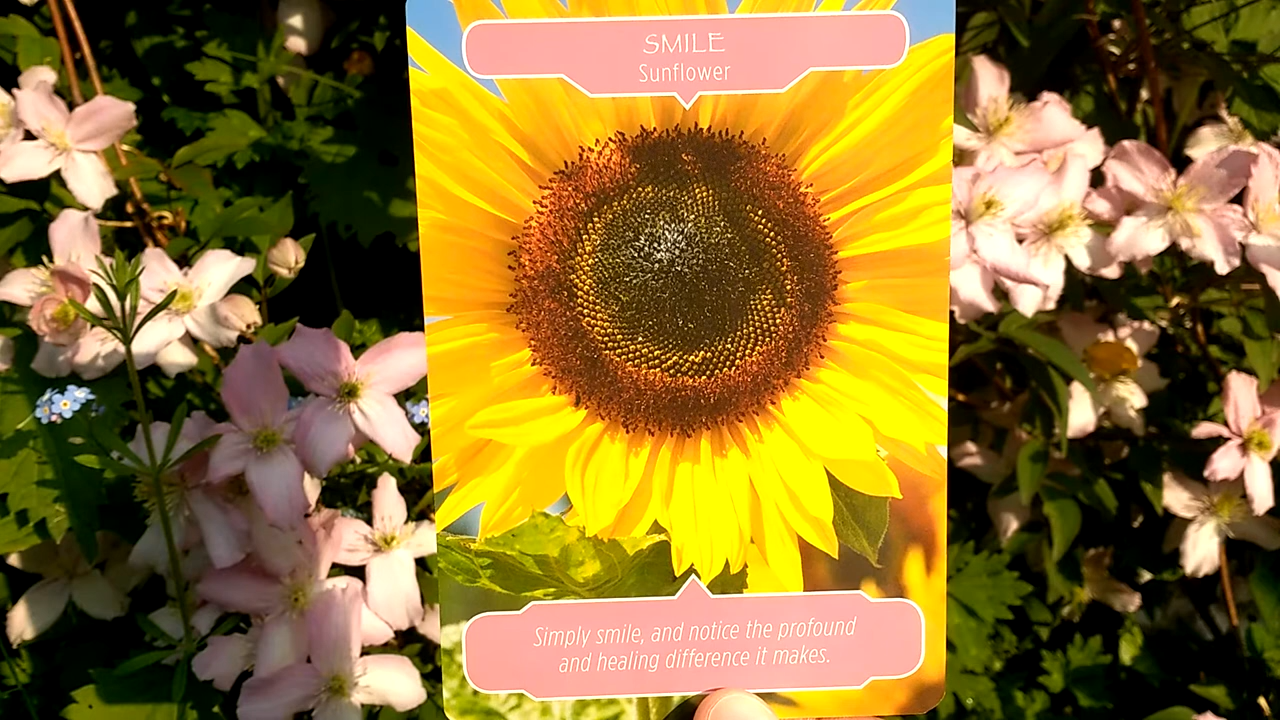 SMILE
Sunflower
Simply smile, and notice the profound
and healing difference it makes.